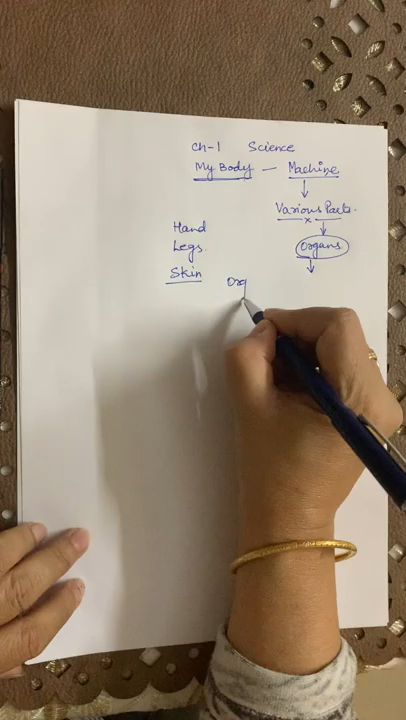 Ch-1 Science
My Body — Machine
Various Parts.
Hand
Legs.
Organs
Skin
Org